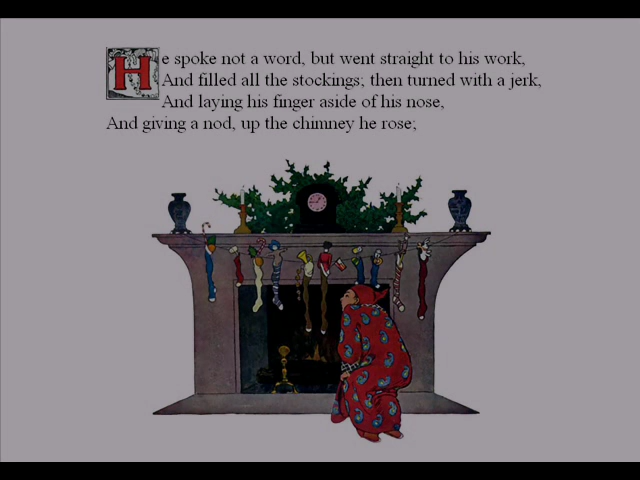 He spoke not a word, but went straight to his work,
And filled all the stockings; then turned with a jerk,
And laying his finger aside of his nose,
And giving a nod, up the chimney he rose;